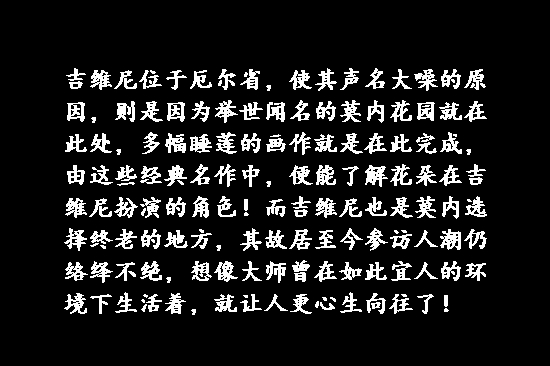 吉维尼位于厄尔省，使其声名大噪的原
因，则是因为举世闻名的莫内花园就在
此处，多幅睡莲的画作就是在此完成，
由这些经典名作中，便能了解花朵在吉
维尼扮演的角色！而吉维尼也是莫内选
择终老的地方，其故居至今参访人潮仍
络绎不绝，想像大师曾在如此宜人的环
境下生活着，就让人更心生向往了！